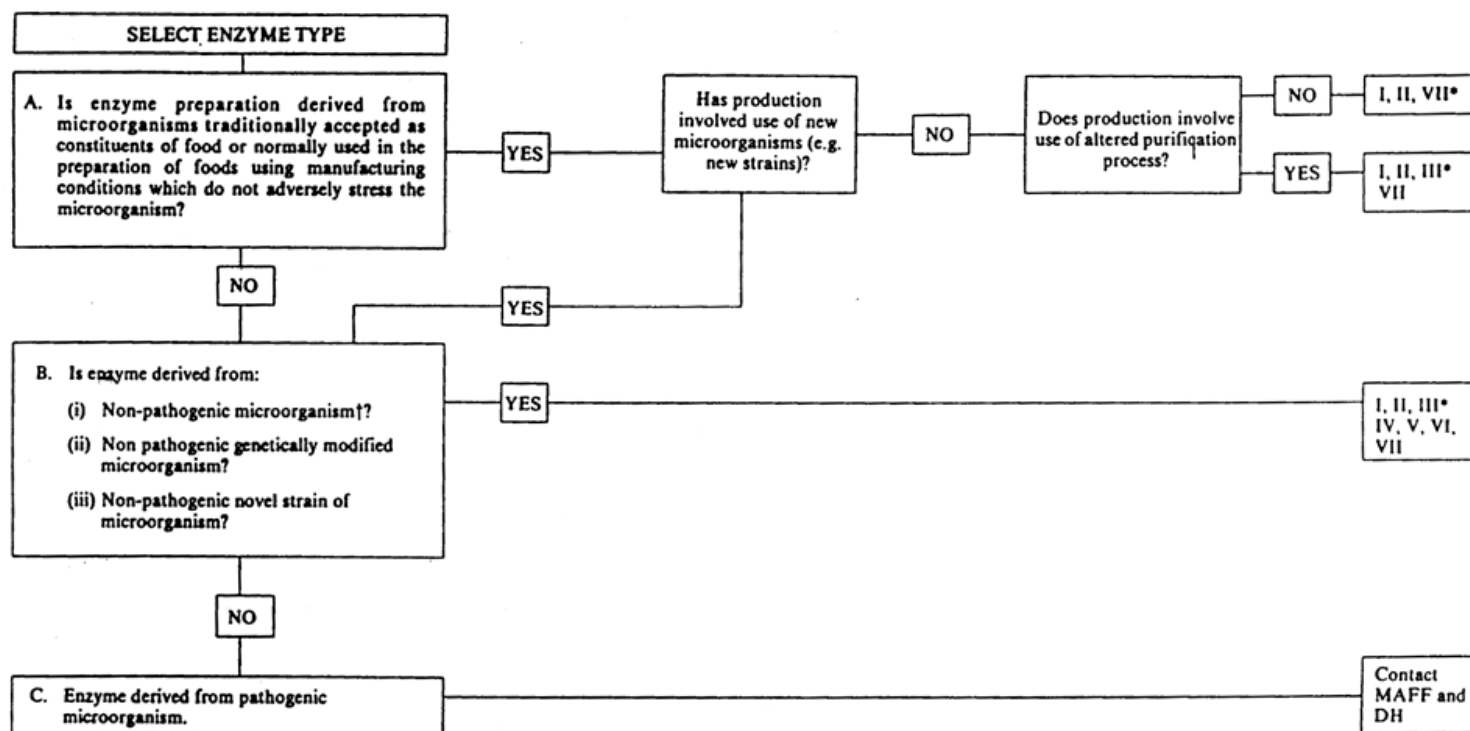 SELECT ENZYME TYPE
A. Is enzyme preparation derived from
microorganisms traditionally accepted as
constituents of food or normally used in the
preparation of foods using manufacturing
conditions which do not adversely stress the
microorganism?
YES
Has production
involved use of new
microorganisms (e.g.
new strains)?
NO
Does production involve
use of altered purification
process?
NO
I, II, VII*
YES
I, II, III*
VII
NO
YES
B. Is enzyme derived from:
(i) Non-pathogenic microorganism†?
(ii) Non pathogenic genetically modified
microorganism?
(iii) Non-pathogenic novel strain of
microorganism?
YES
I, II, III*
IV, V, VI,
VII
NO
C. Enzyme derived from pathogenic
microorganism.
Contact
MAFF and
DH